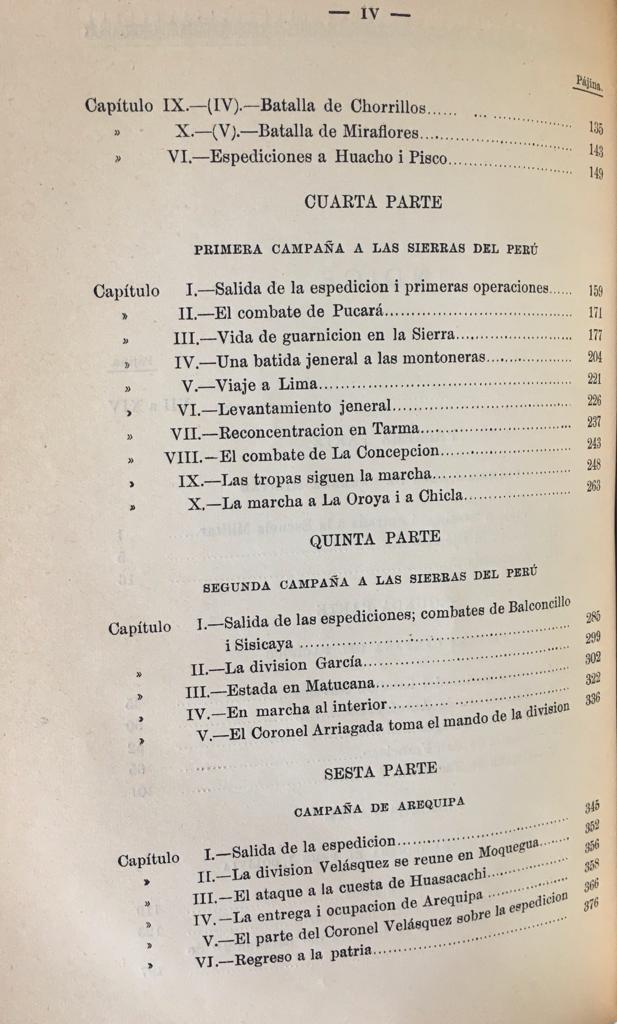 — IV —
Pájina.
Capítulo IX.—(IV).—Batalla de Chorrillos...... ... .................. 135
» X.—(V).—Batalla de Miraflores........................... 143
» VI.—Espediciones a Huacho i Pisco...................... 149
CUARTA PARTE
PRIMERA CAMPAÑA A LAS SIERRAS DEL PERÚ
Capítulo I.—Salida de la espedicion i primeras operaciones...... 159
» II.—El combate de Pucará.................................. 171
» III.—Vida de guarnicion en la Sierra...................... 177
» IV.—Una batida jeneral a las montoneras................. 204
» V.—Viaje a Lima............................................. 221
» VI.—Levantamiento jeneral................................. 226
» VII.—Reconcentracion en Tarma............................ 237
» VIII.—El combate de La Concepcion......................... 243
» IX.—Las tropas siguen la marcha.......................... 248
» X.—La marcha a La Oroya i a Chicla.................... 263
QUINTA PARTE
SEGUNDA CAMPAÑA A LAS SIERRAS DEL PERÚ
Capítulo I.—Salida de las espediciones; combates de Balconcillo
i Sisicaya ............................................... 285
» II.—La division García...................................... 299
» III.—Estada en Matucana................................... 302
» IV.—En marcha al interior............ .................... 322
» V.—El Coronel Arriagada toma el mando de la division 336
SESTA PARTE
CAMPAÑA DE AREQUIPA
Capítulo I.—Salida de la espedicion................................ 345
» II.—La division Velásquez se reune en Moquegua....... 352
» III.—El ataque a la cuesta de Huasacachi................. 356
» IV.—La entrega i ocupacion de Arequipa ................ 358
» V.—El parte del Coronel Velásquez sobre la espedicion 366
» VI.—Regreso a la patria..................................... 376